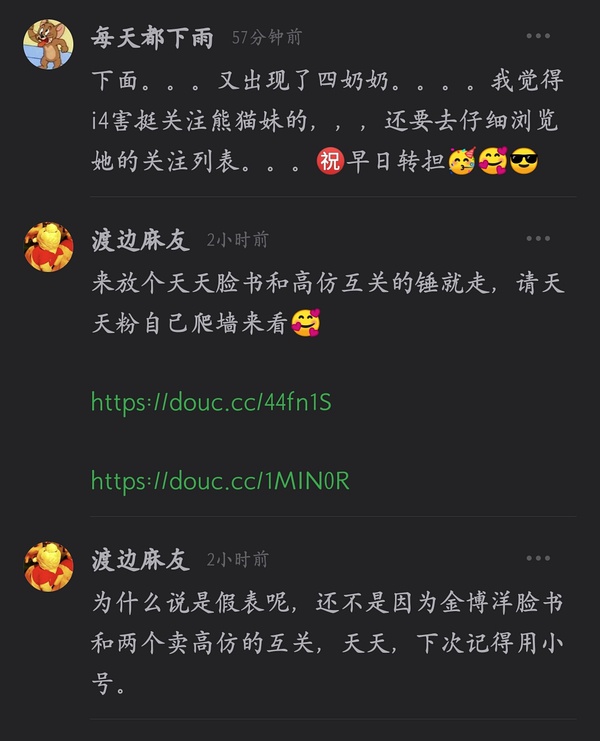 每天都下雨 57分钟前
下面。。。又出现了四奶奶。。。。我觉得
i4害挺关注熊猫妹的，，，还要去仔细浏览
她的关注列表。。。㊗️早日转担🥳🥰😎
渡边麻友 2小时前
来放个天天脸书和高仿互关的锤就走，请天
天粉自己爬墙来看🥰
https://douc.cc/44fn1S
https://douc.cc/1MIN0R
渡边麻友 2小时前
为什么说是假表呢，还不是因为金博洋脸书
和两个卖高仿的互关，天天，下次记得用小
号。